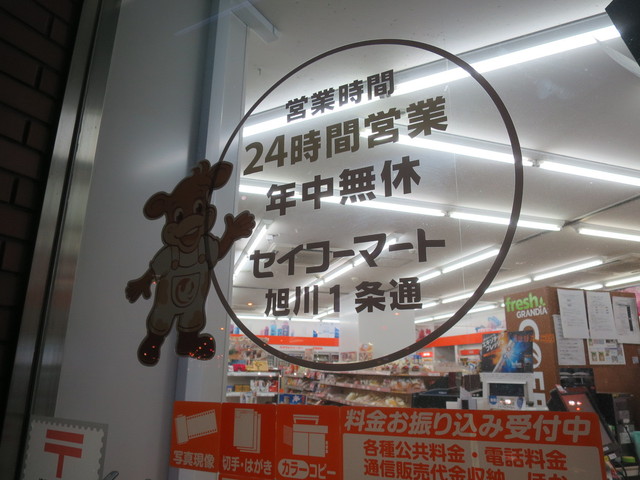 営業時間
24時間営業
年中無休
セイコーマート
旭川1条通
fresh
GRANDIA
写真現像
切手・はがき
カラーコピー
料金お振り込み受付中
各種公共料金・電話料金
通信販売代金収納 ほか